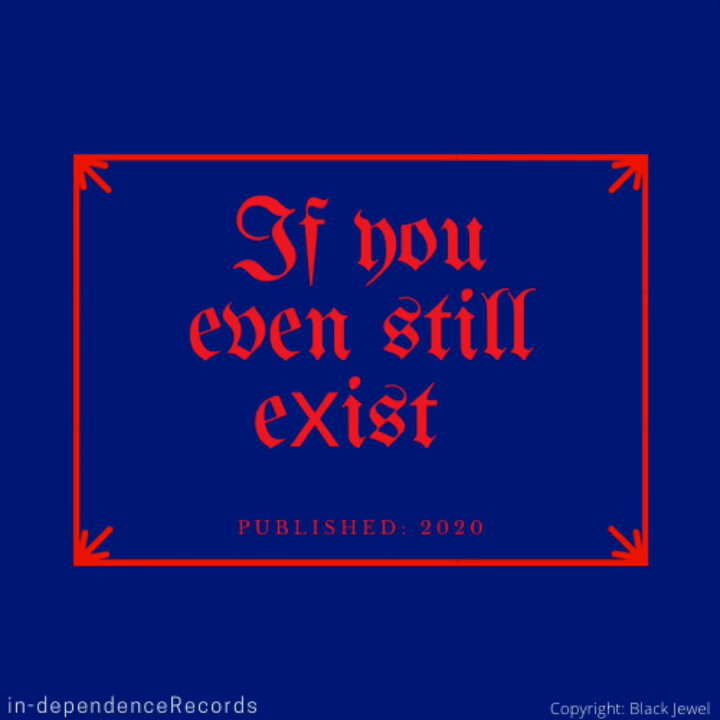 If you
even still
exist
PUBLISHED: 2020
in-dependenceRecords
Copyright: Black Jewel